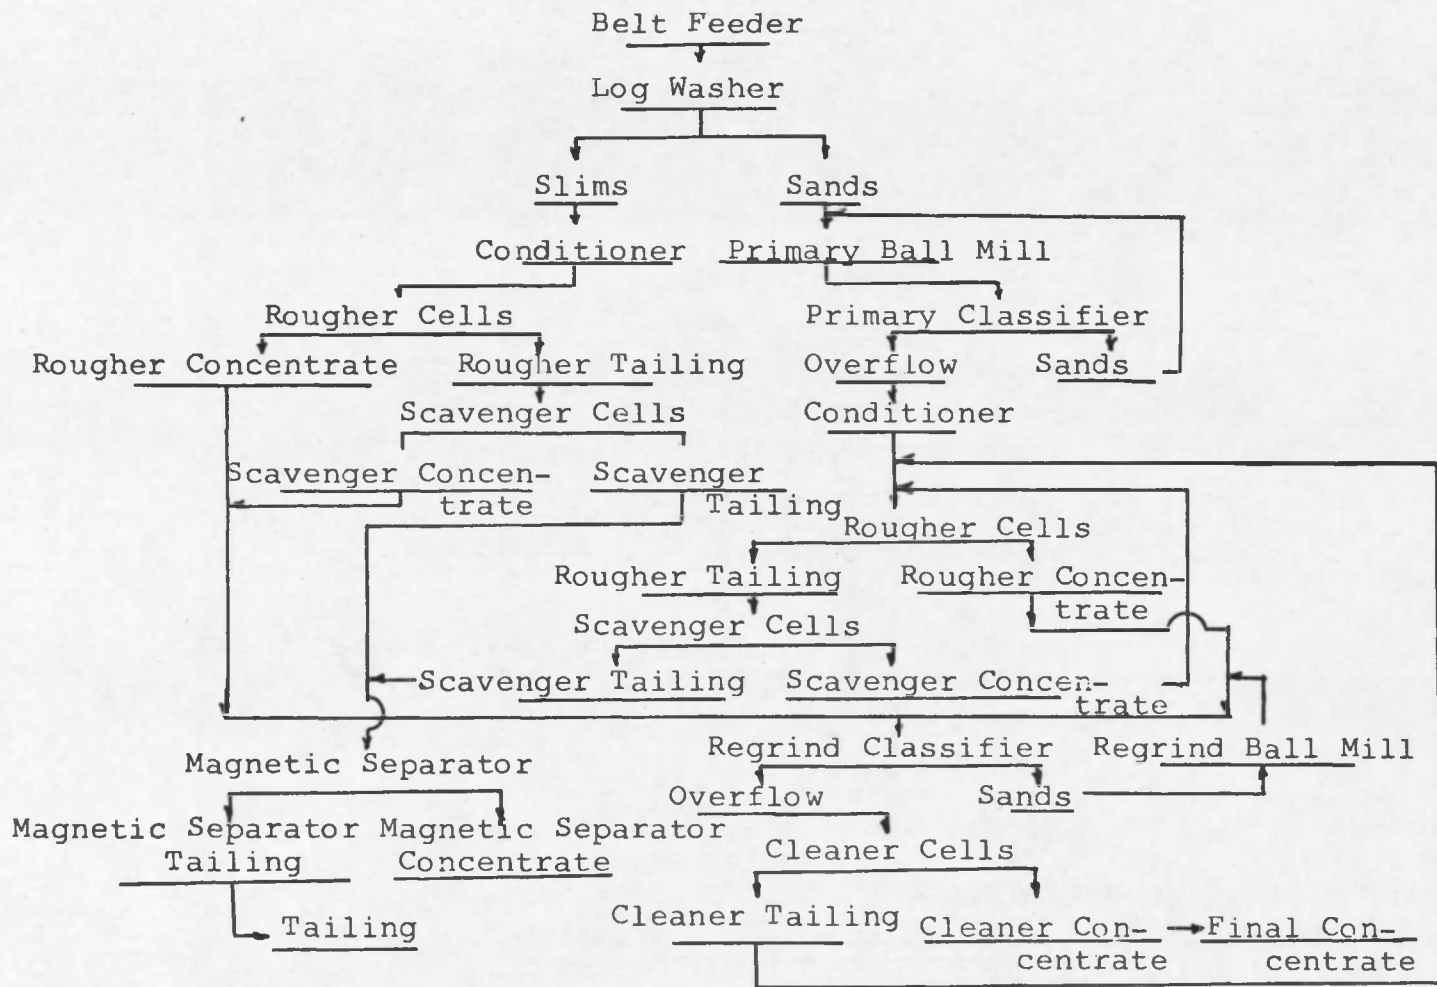 Belt Feeder
Log Washer
Slims Sands
Conditioner Primary Ball Mill
Rougher Cells Primary Classifier
Rougher Concentrate Rougher Tailing Overflow Sands
Scavenger Cells Conditioner
Scavenger Concen- Scavenger
trate Tailing
Rougher Cells
Rougher Tailing Rougher Concen-
trate
Scavenger Cells
Scavenger Tailing Scavenger Concen-
trate
Regrind Classifier Regrind Ball Mill
Magnetic Separator
Overflow Sands
Magnetic Separator Magnetic Separator
Tailing Concentrate
Cleaner Cells
Cleaner Tailing Cleaner Con- Final Con-
Tailing
centrate centrate